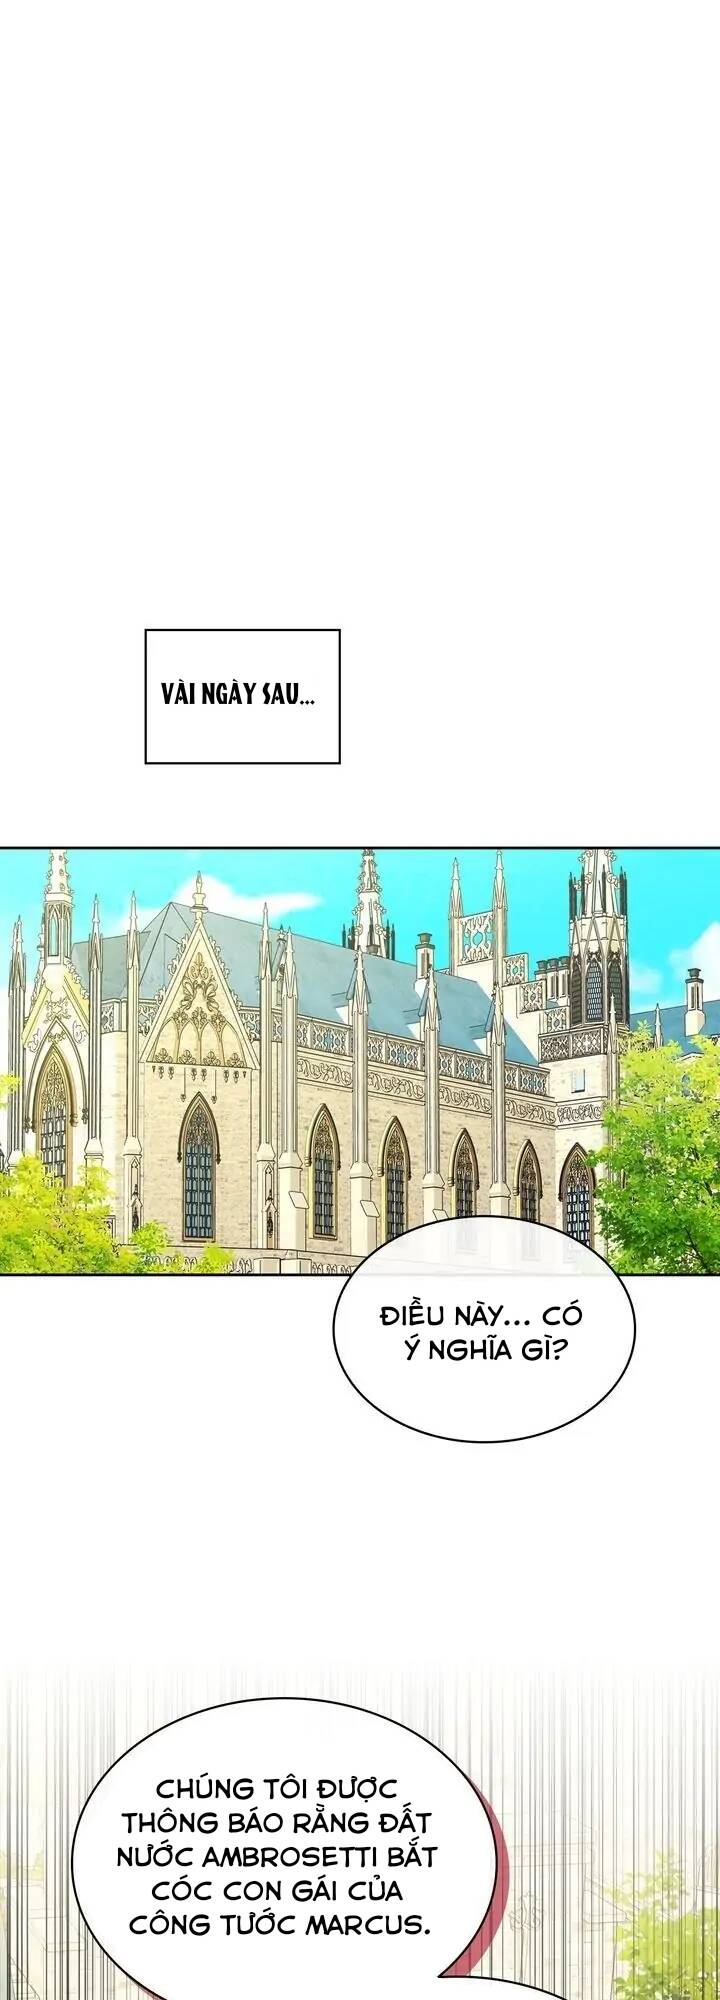 VÀI NGÀY SAU...
ĐIỀU NÀY... CÓ
Ý NGHĨA GÌ?
CHÚNG TÔI ĐƯỢC
THÔNG BÁO RẰNG ĐẤT
NƯỚC AMBROSETTI BẮT
CÓC CON GÁI CỦA
CÔNG TƯỚC MARCUS.